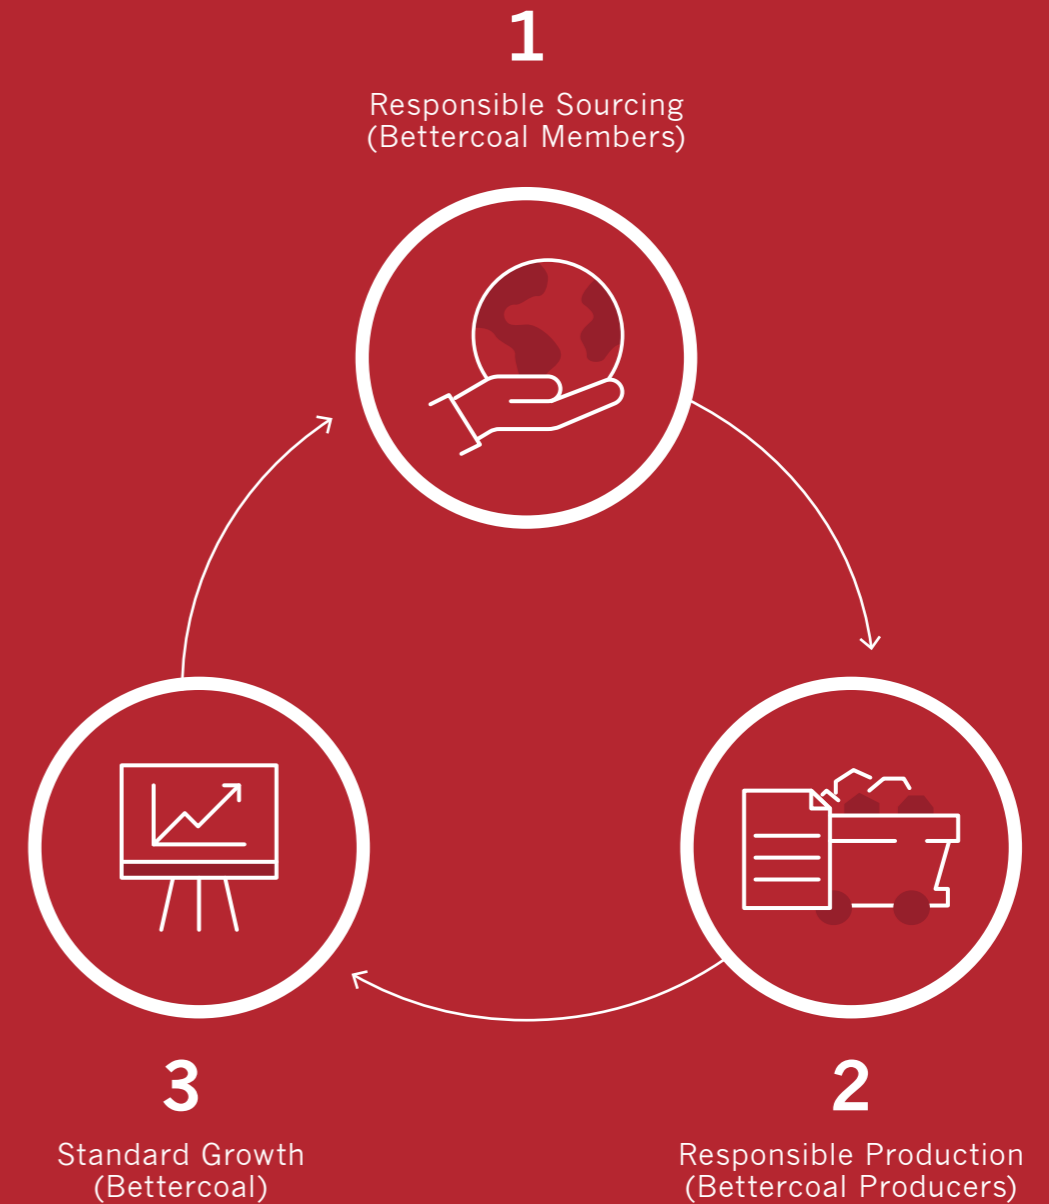 1
Responsible Sourcing
(Bettercoal Members)
3
Standard Growth
(Bettercoal)
2
Responsible Production
(Bettercoal Producers)